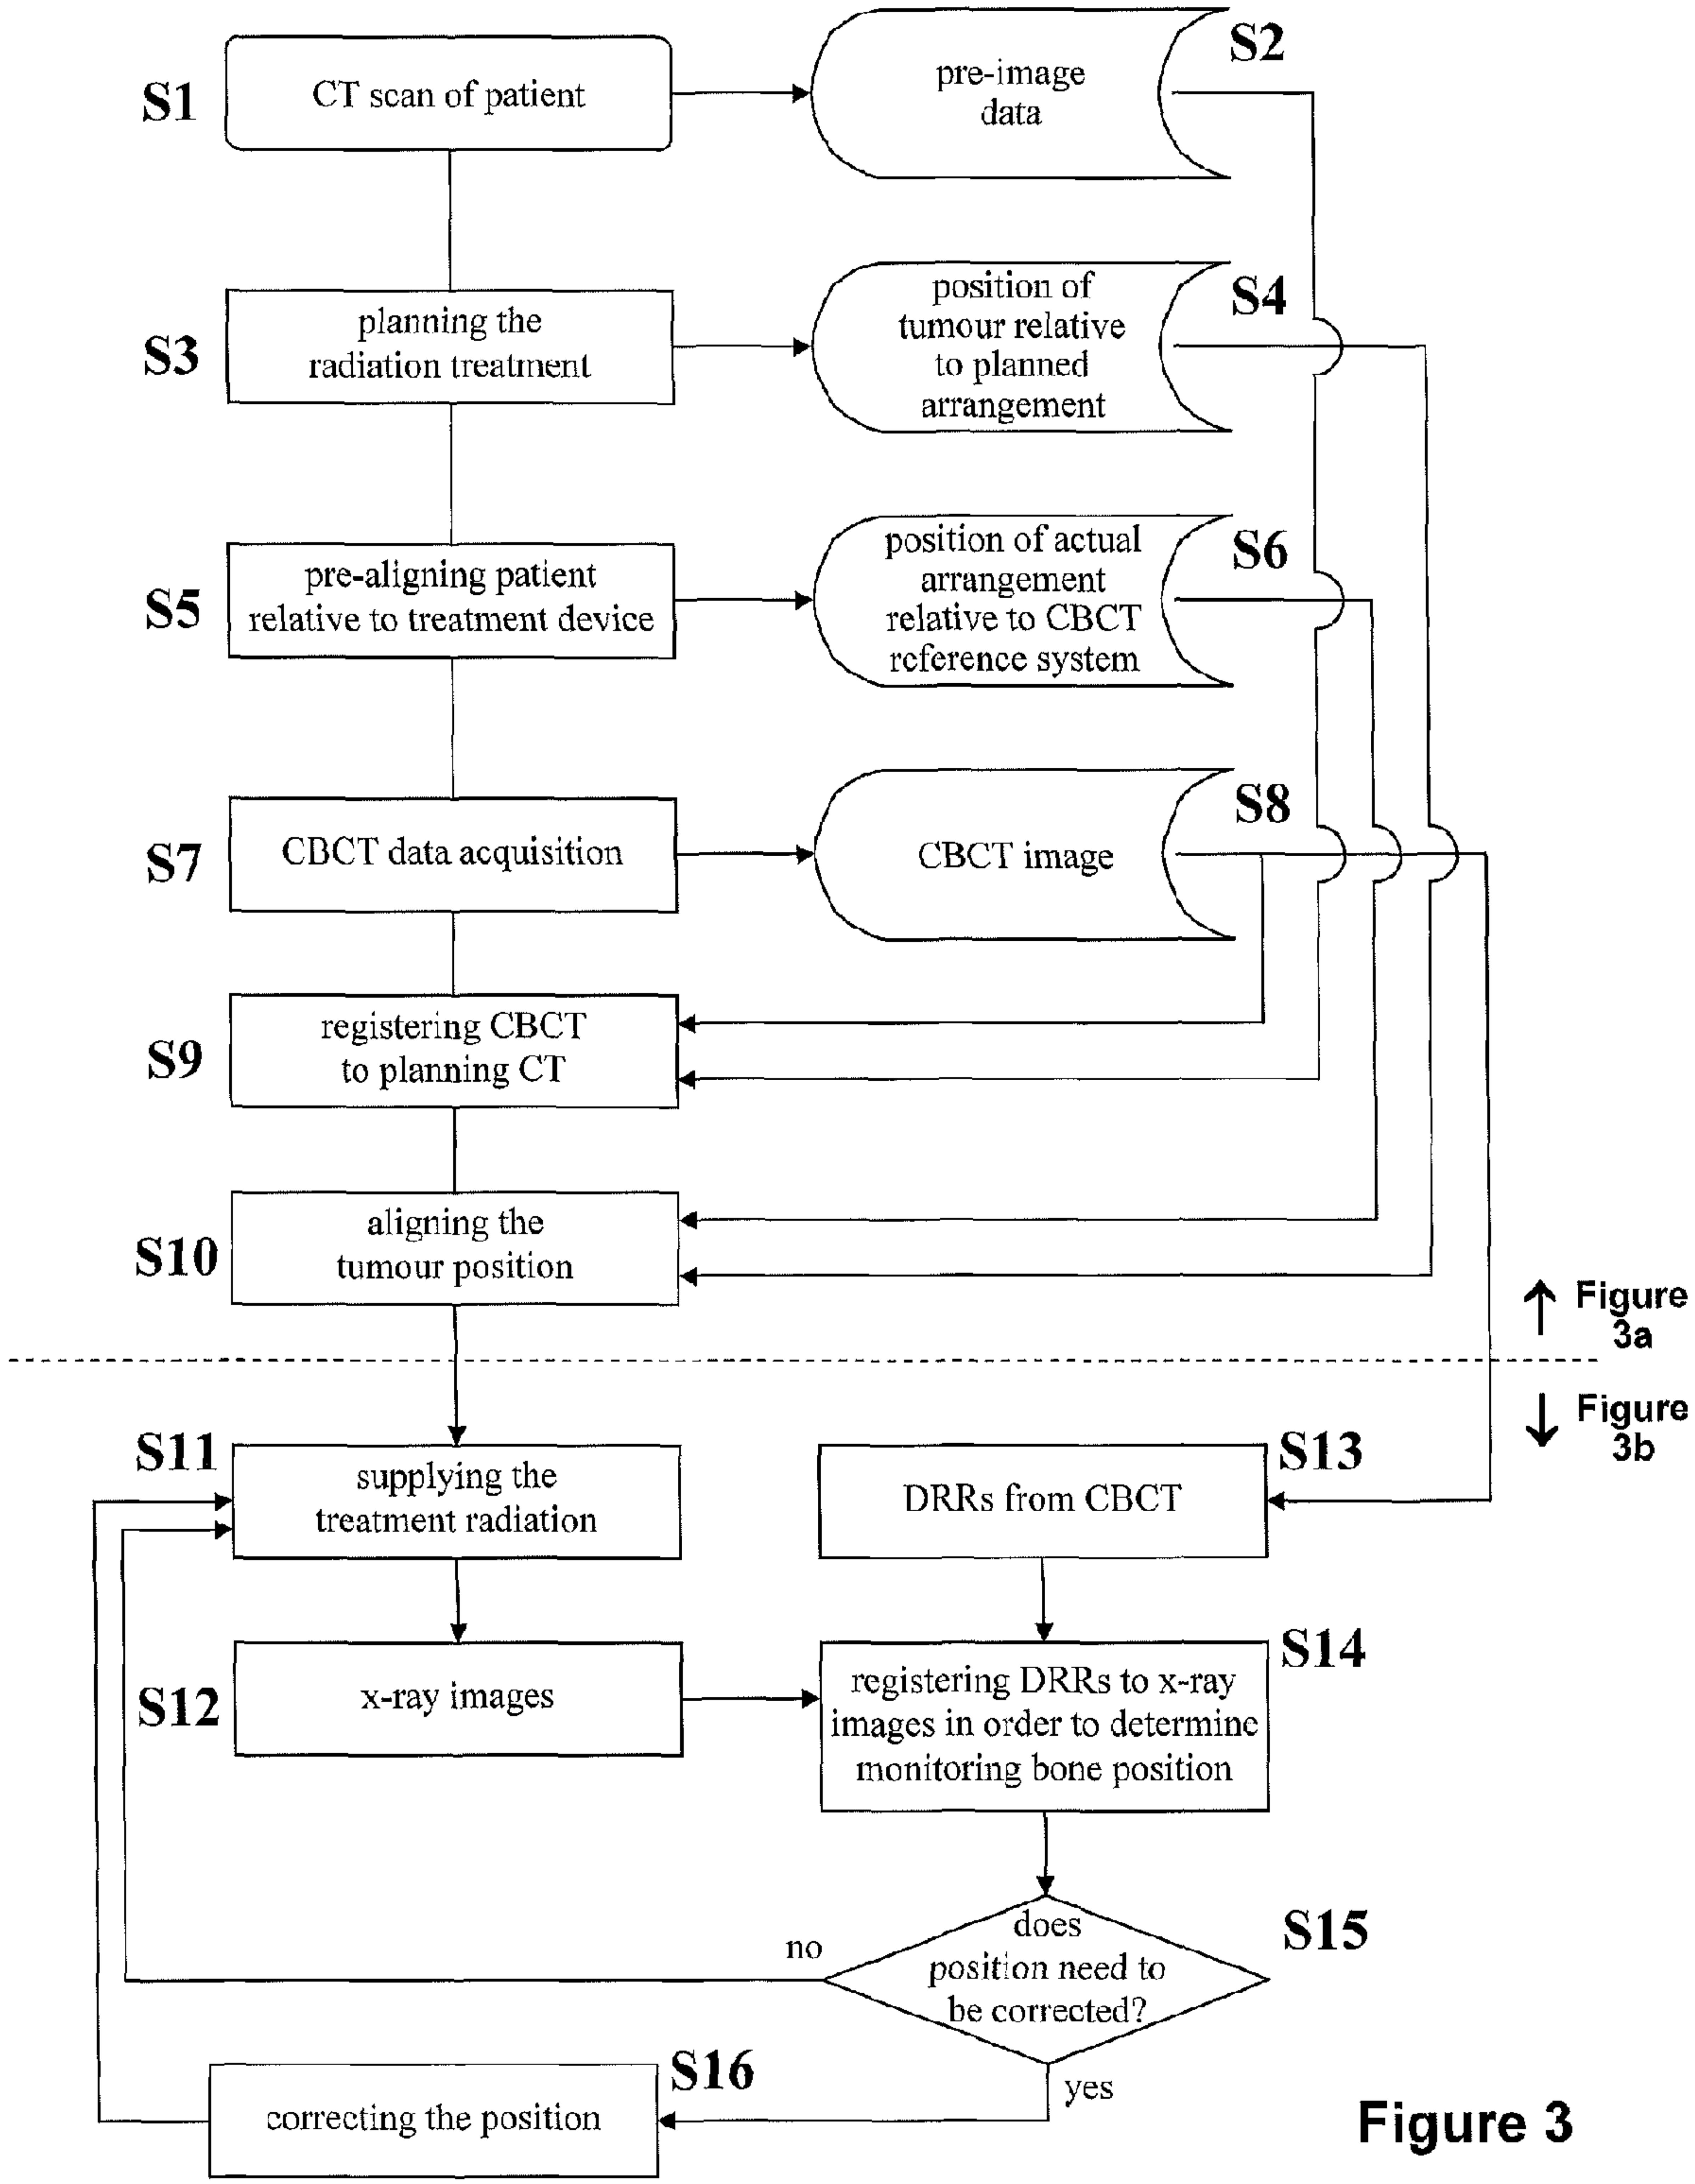 S1
CT scan of patient
pre-image
data
S2
S3
planning the
radiation treatment
position of
tumour relative
to planned
arrangement
S4
S5
pre-aligning patient
relative to treatment device
position of actual
arrangement
relative to CBCT
reference system
S6
S7
CBCT data acquisition
CBCT image
S8
S9
registering CBCT
to planning CT
S10
aligning the
tumour position
Figure
3a
Figure
3b
S11
supplying the
treatment radiation
DRRs from CBCT
S13
S12
x-ray images
registering DRRs to x-ray
images in order to determine
monitoring bone position
S14
no
does
position need to
be corrected?
S15
yes
S16
correcting the position
Figure 3